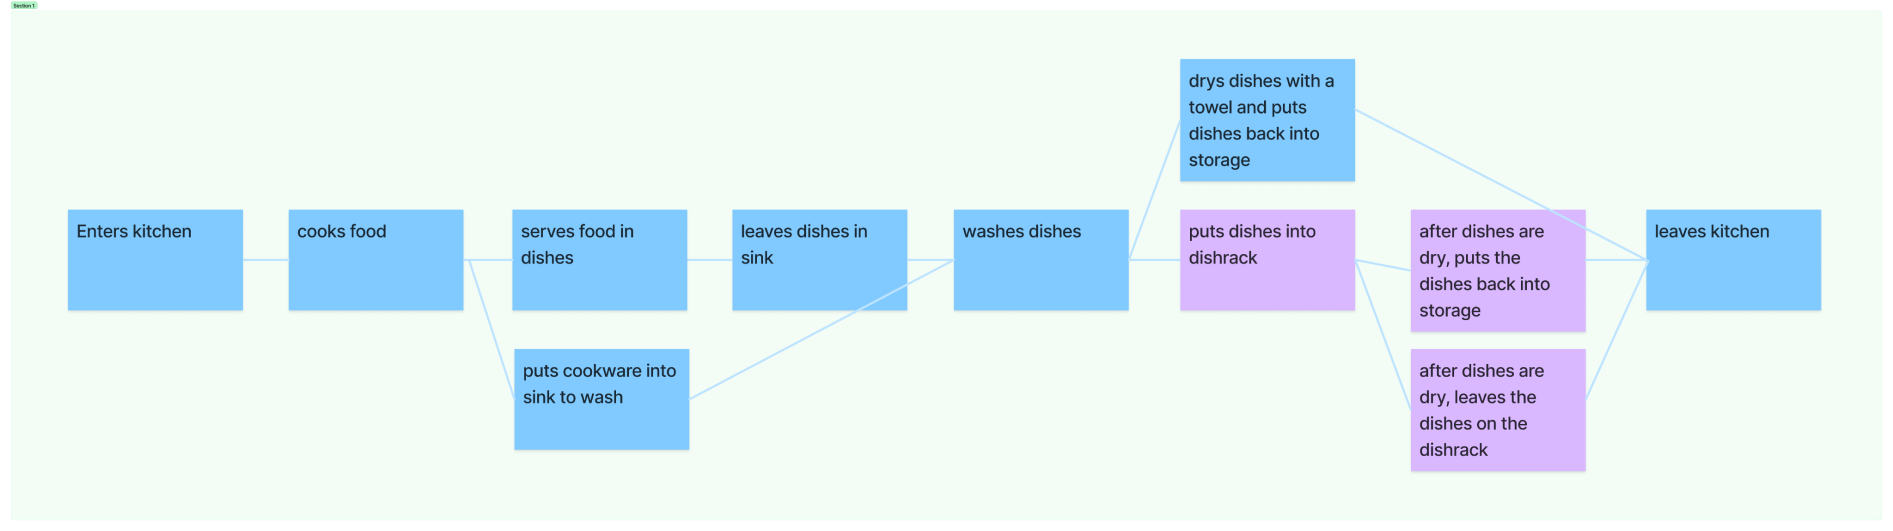 Section 1
Enters kitchen
cooks food
serves food in
dishes
puts cookware into
sink to wash
leaves dishes in
sink
washes dishes
drys dishes with a
towel and puts
dishes back into
storage
puts dishes into
dishrack
after dishes are
dry, puts the
dishes back into
storage
after dishes are
dry, leaves the
dishes on the
dishrack
leaves kitchen